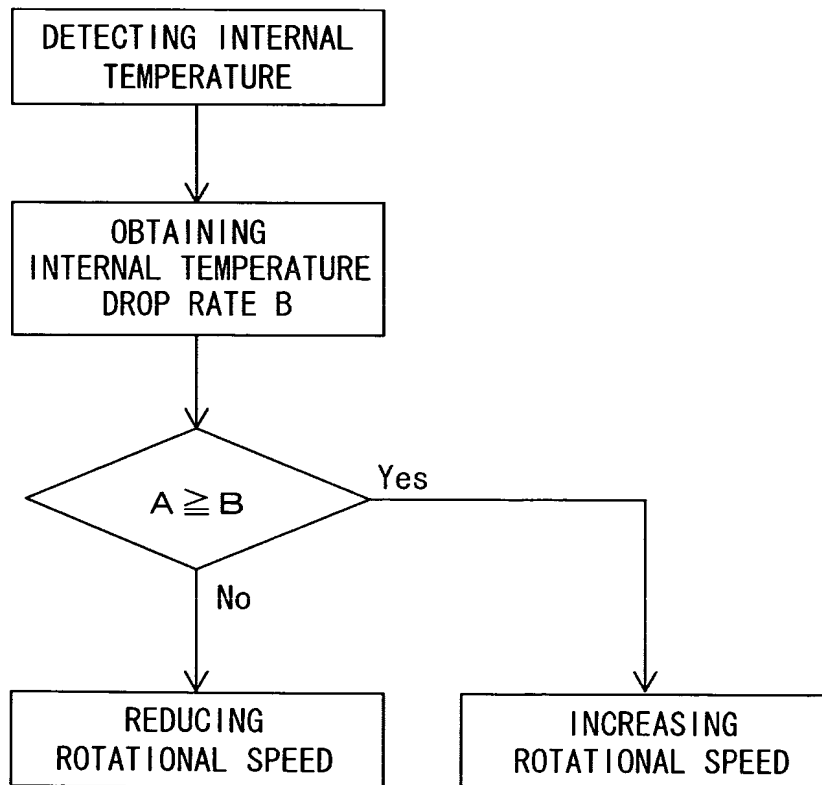 DETECTING INTERNAL
TEMPERATURE
OBTAINING
INTERNAL TEMPERATURE
DROP RATE B
A ≧ B
Yes
No
REDUCING
ROTATIONAL SPEED
INCREASING
ROTATIONAL SPEED